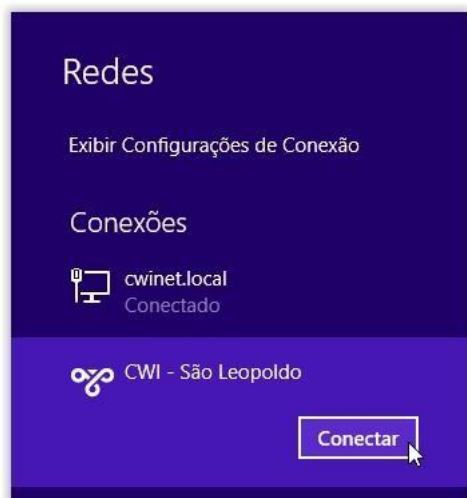 Redes
Exibir Configurações de Conexão
Conexões
cwinet.local
Conectado
CWI - São Leopoldo
Conectar